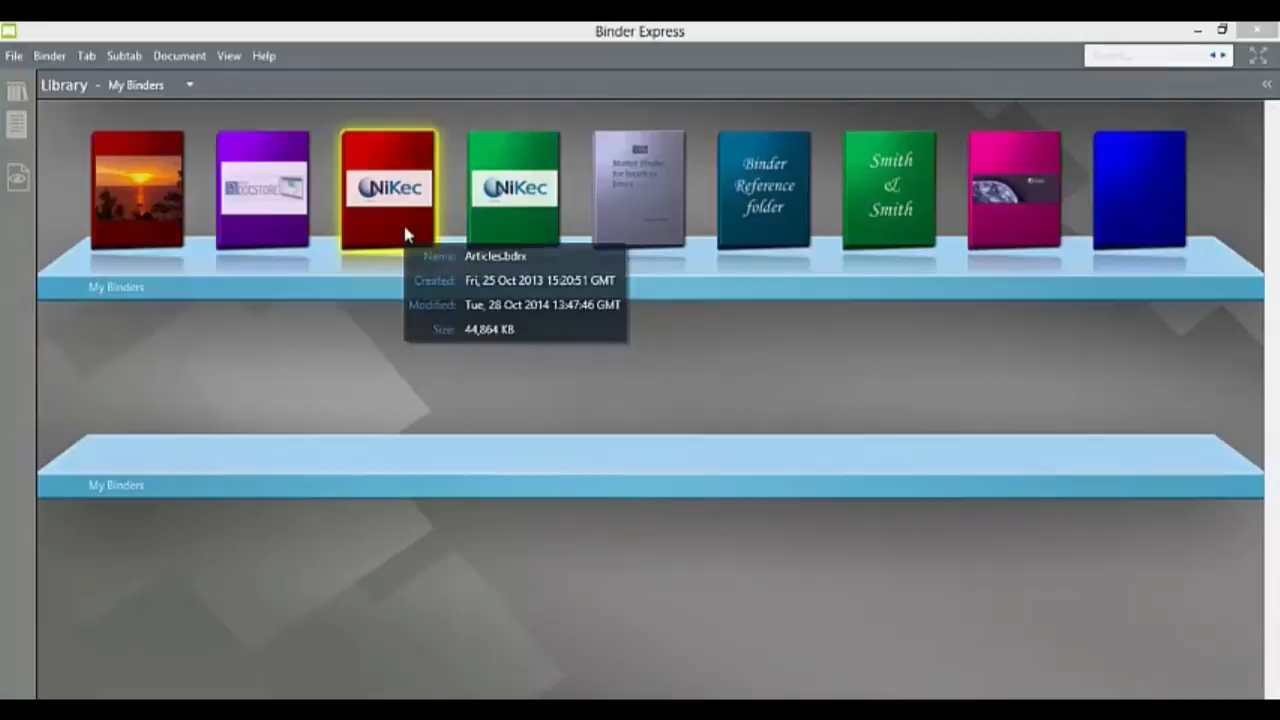 Binder Express
File Binder Tab Subtab Document View Help
Library - My Binders
DOCSTORE
NiKec
NiKec
Binder
Reference
folder
Smith
&
Smith
My Binders
Name: Articles.bdrx
Created: Fri, 25 Oct 2013 15:20:51 GMT
Modified: Tue, 28 Oct 2014 13:47:46 GMT
Size: 44,864 KB
My Binders